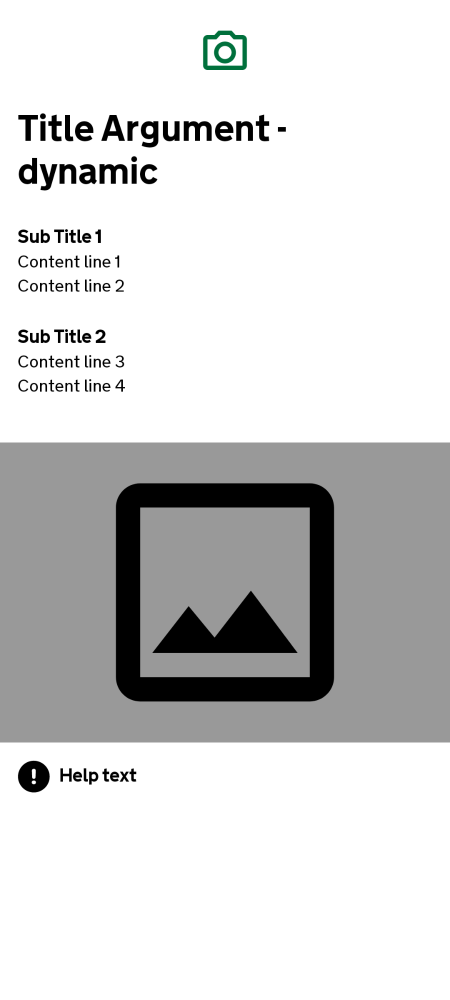 Title Argument -
dynamic
Sub Title 1
Content line 1
Content line 2
Sub Title 2
Content line 3
Content line 4
Help text